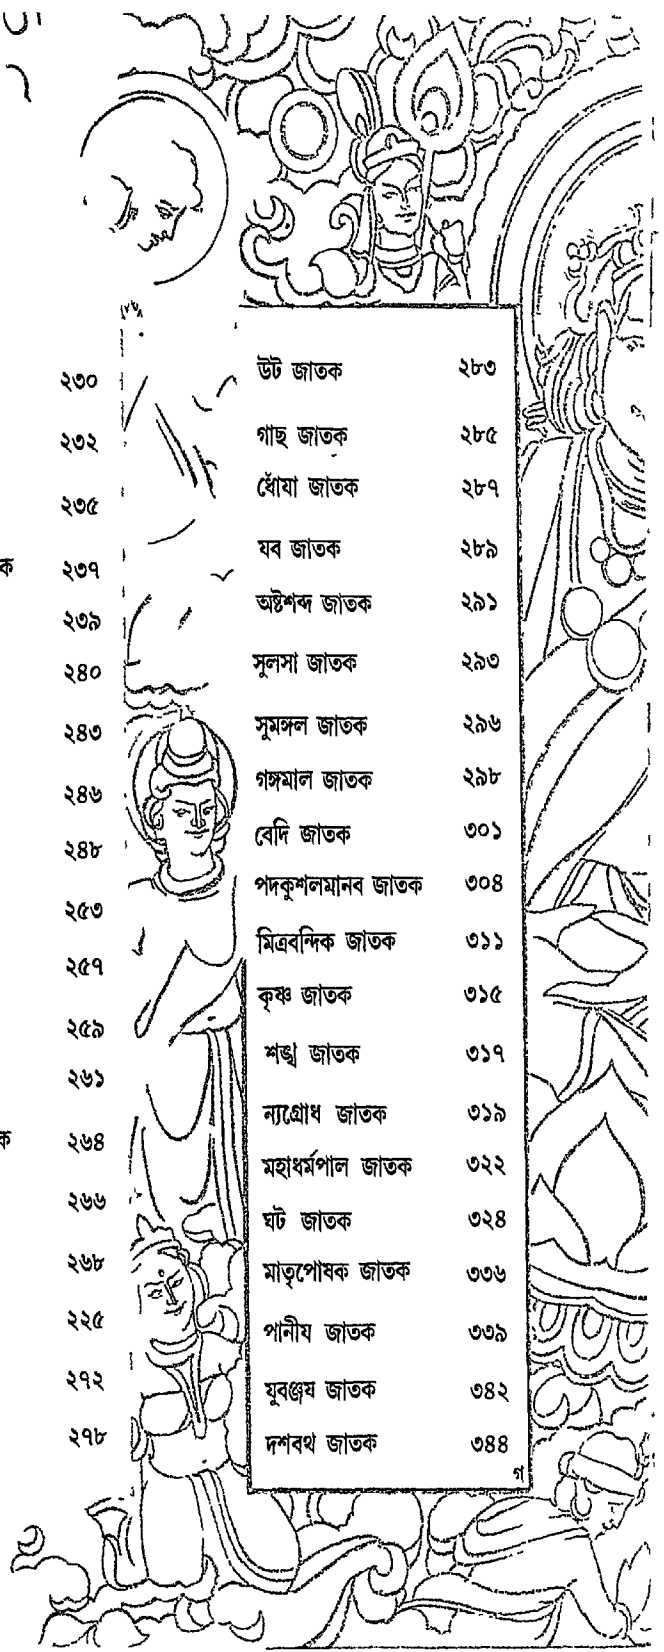 ২৩০
২৩২
২৩৫
ক ২৩৭
২৩৯
২৪০
২৪৩
২৪৬
২৪৮
২৫৩
২৫৭
২৫৯
২৬১
ক ২৬৪
২৬৬
২৬৮
২২৫
২৭২
২৭৮
উট জাতক ২৮৩
গাছ জাতক ২৮৫
ধোঁযা জাতক ২৮৭
যব জাতক ২৮৯
অষ্টশব্দ জাতক ২৯১
সুলসা জাতক ২৯৩
সুমঙ্গল জাতক ২৯৬
গঙ্গমাল জাতক ২৯৮
বেদি জাতক ৩০১
পদকুশলমানব জাতক ৩০৪
মিত্রবন্দিক জাতক ৩১১
কৃষ্ণ জাতক ৩১৫
শঙ্খ জাতক ৩১৭
ন্যগ্রোধ জাতক ৩১৯
মহাধর্মপাল জাতক ৩২২
ঘট জাতক ৩২৪
মাতৃপোষক জাতক ৩৩৬
পানীয জাতক ৩৩৯
যুবঞ্জয জাতক ৩৪২
দশবথ জাতক ৩৪৪
গ